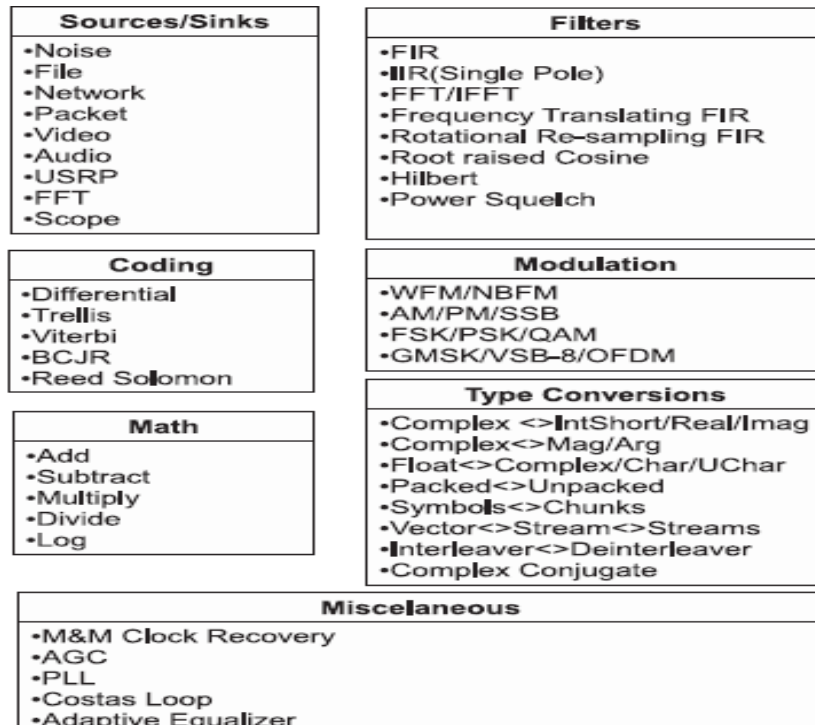 Sources/Sinks
•Noise
•File
•Network
•Packet
•Video
•Audio
•USRP
•FFT
•Scope
Filters
•FIR
•IIR(Single Pole)
•FFT/IFFT
•Frequency Translating FIR
•Rotational Re-sampling FIR
•Root raised Cosine
•Hilbert
•Power Squelch
Coding
•Differential
•Trellis
•Viterbi
•BCJR
•Reed Solomon
Modulation
•WFM/NBFM
•AM/PM/SSB
•FSK/PSK/QAM
•GMSK/VSB-8/OFDM
Math
•Add
•Subtract
•Multiply
•Divide
•Log
Type Conversions
•Complex <>IntShort/Real/Imag
•Complex<>Mag/Arg
•Float<>Complex/Char/UChar
•Packed<>Unpacked
•Symbols<>Chunks
•Vector<>Stream<>Streams
•Interleaver<>Deinterleaver
•Complex Conjugate
Miscelaneous
•M&M Clock Recovery
•AGC
•PLL
•Costas Loop
•Adaptive Equalizer